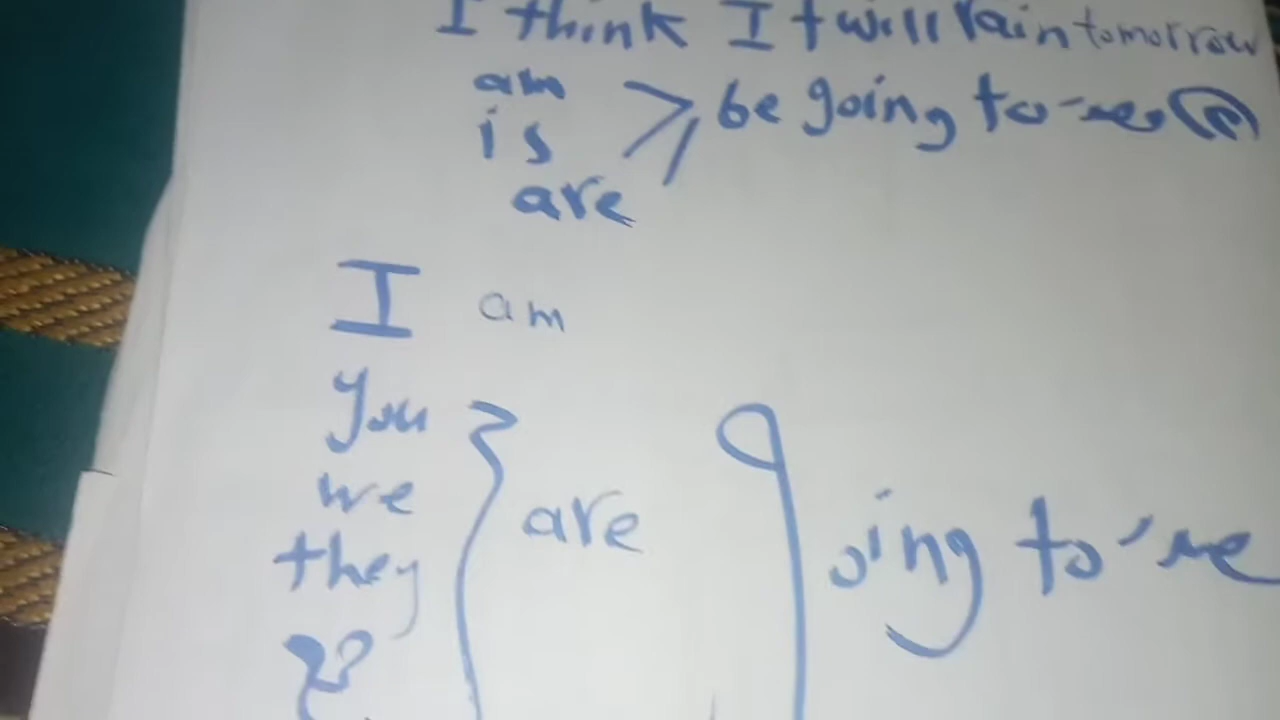 I think It will rain tomorrow
am
is be going to
are
I am
you
we
they are going to